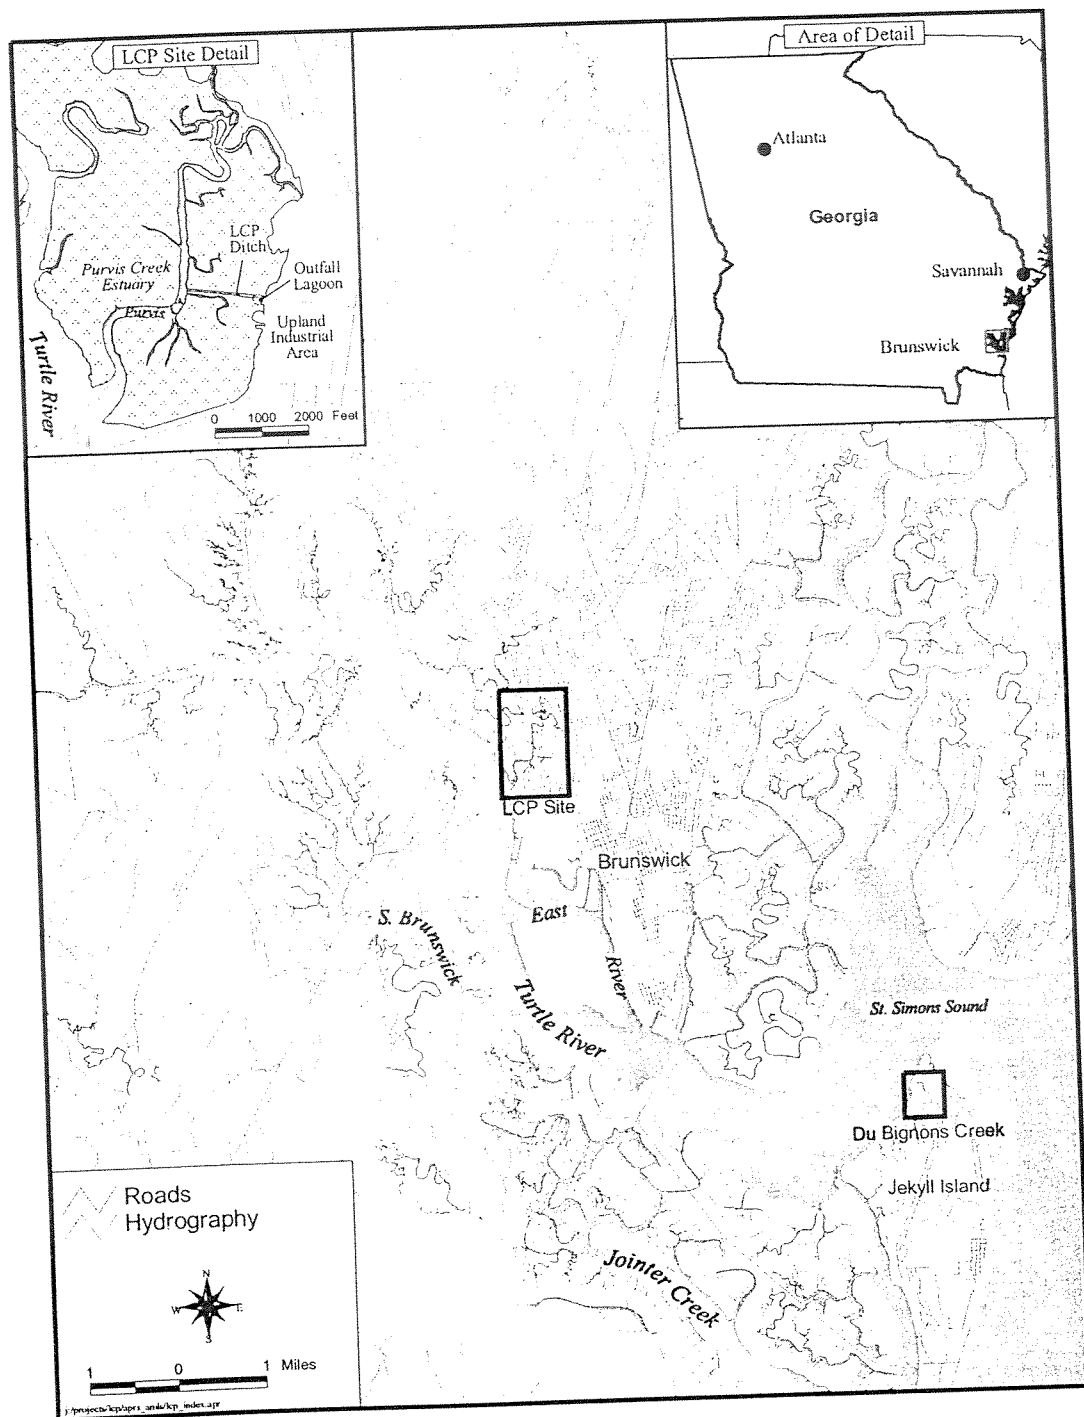 LCP Site Detail
LCP
Ditch
Purvis Creek
Estuary
Outfall
Lagoon
Purvis
Upland
Industrial
Area
Turtle River
0 1000 2000 Feet
Area of Detail
Atlanta
Georgia
Savannah
Brunswick
LCP Site
Brunswick
East
River
S. Brunswick
Turtle River
St. Simons Sound
Du Bignons Creek
Jekyll Island
Jointer Creek
Roads
Hydrography
N
W E
S
1 0 1 Miles